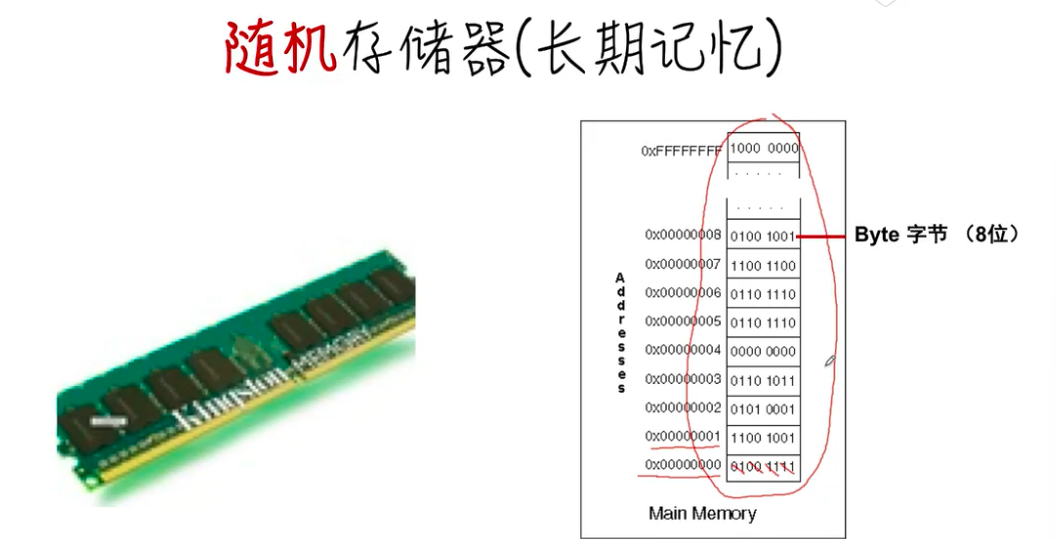 随机存储器(长期记忆)
0xFFFFFFFF 1000 0000
. . . . .
. . . . .
0x00000008 0100 1001
Byte 字节 （8位）
0x00000007 1100 1100
0x00000006 0110 1110
0x00000005 0110 1110
0x00000004 0000 0000
0x00000003 0110 1011
0x00000002 0101 0001
0x00000001 1100 1001
0x00000000 0100 1111
Addresses
Main Memory
Kingston
MEMORY